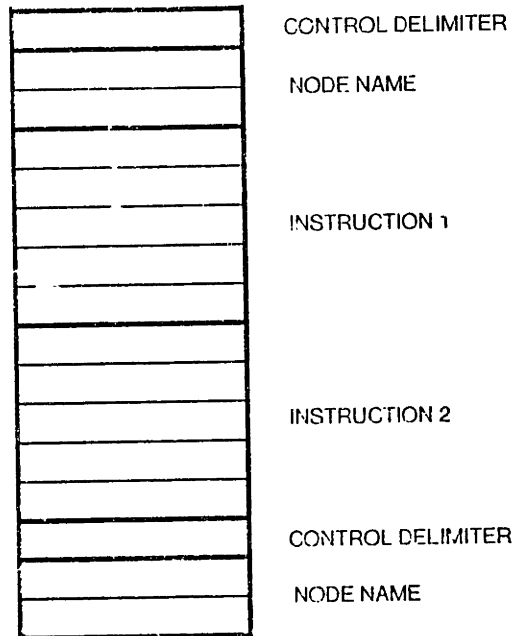 CONTROL DELIMITER
NODE NAME
INSTRUCTION 1
INSTRUCTION 2
CONTROL DELIMITER
NODE NAME